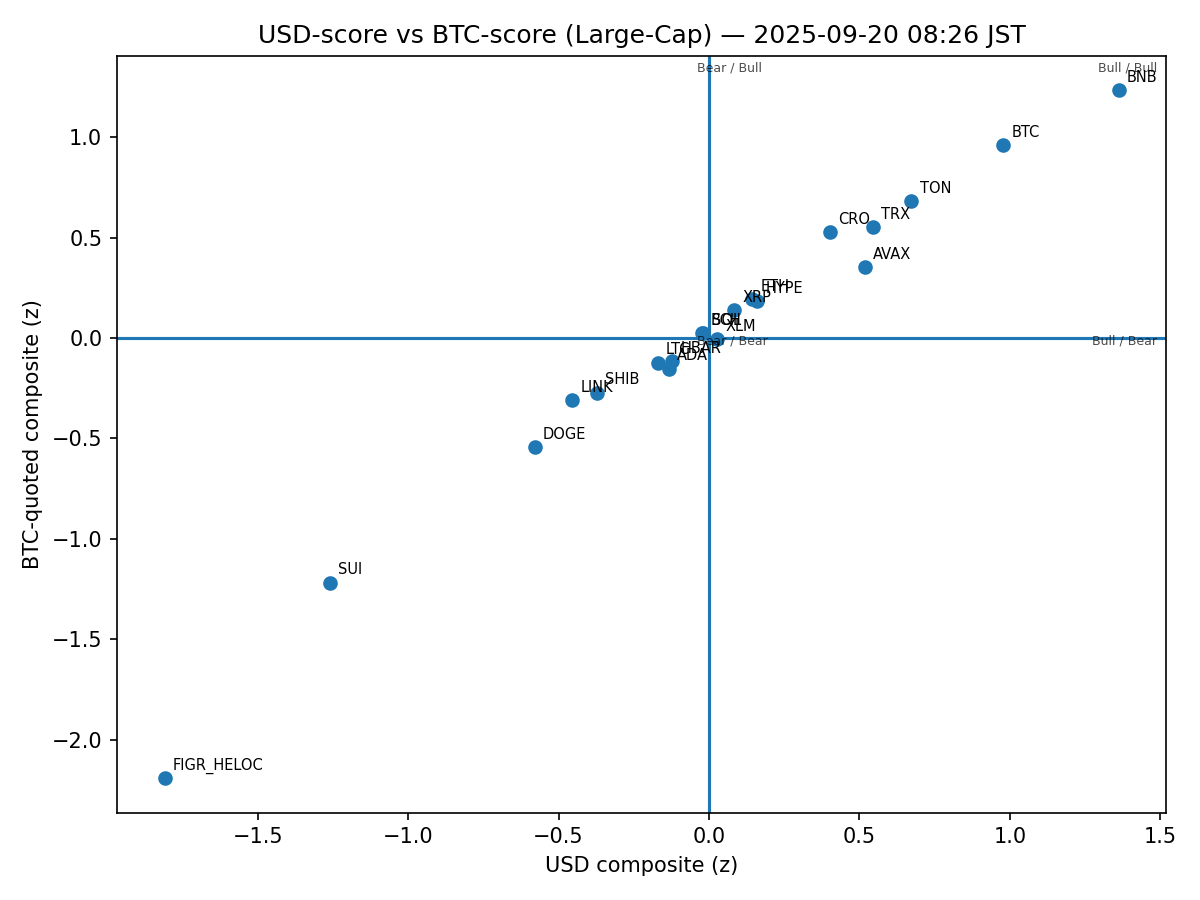 USD-score vs BTC-score (Large-Cap) — 2025-09-20 08:26 JST
Bear / Bull
Bull / Bull
BNB
BTC
TON
TRX
CRO
AVAX
ETH
HYPE
XRP
SOL
XLM
Bear / Bear
Bull / Bear
LTC
HBAR
ADA
SHIB
LINK
DOGE
SUI
FIGR_HELOC
1.0
0.5
0.0
−0.5
−1.0
−1.5
−2.0
BTC-quoted composite (z)
−1.5
−1.0
−0.5
0.0
0.5
1.0
1.5
USD composite (z)